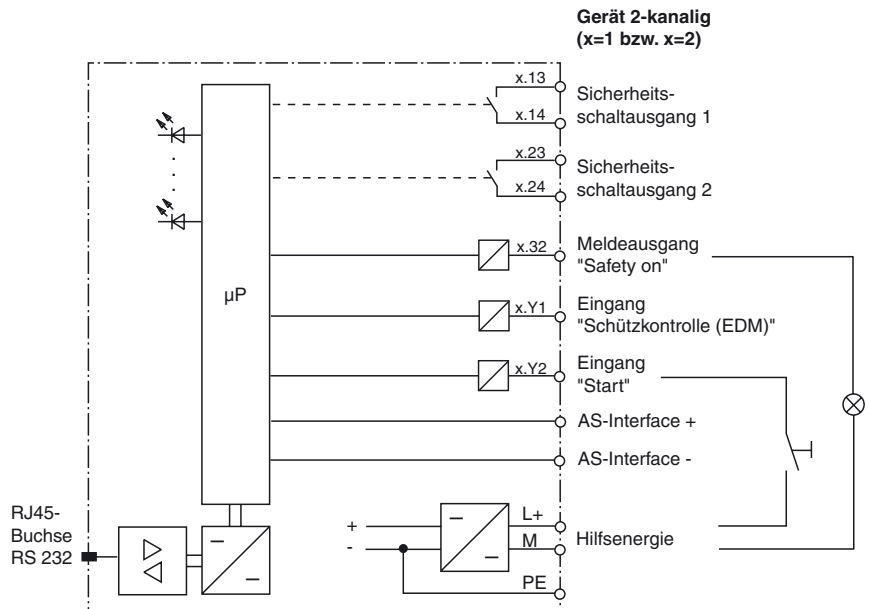 Gerät 2-kanalig
(x=1 bzw. x=2)
x.13
Sicherheits-
schaltausgang 1
x.14
x.23
Sicherheits-
schaltausgang 2
x.24
x.32
Meldeausgang
"Safety on"
µP
x.Y1
Eingang
"Schützkontrolle (EDM)"
x.Y2
Eingang
"Start"
AS-Interface +
AS-Interface -
RJ45-
Buchse
RS 232
+
-
L+
M
Hilfsenergie
PE